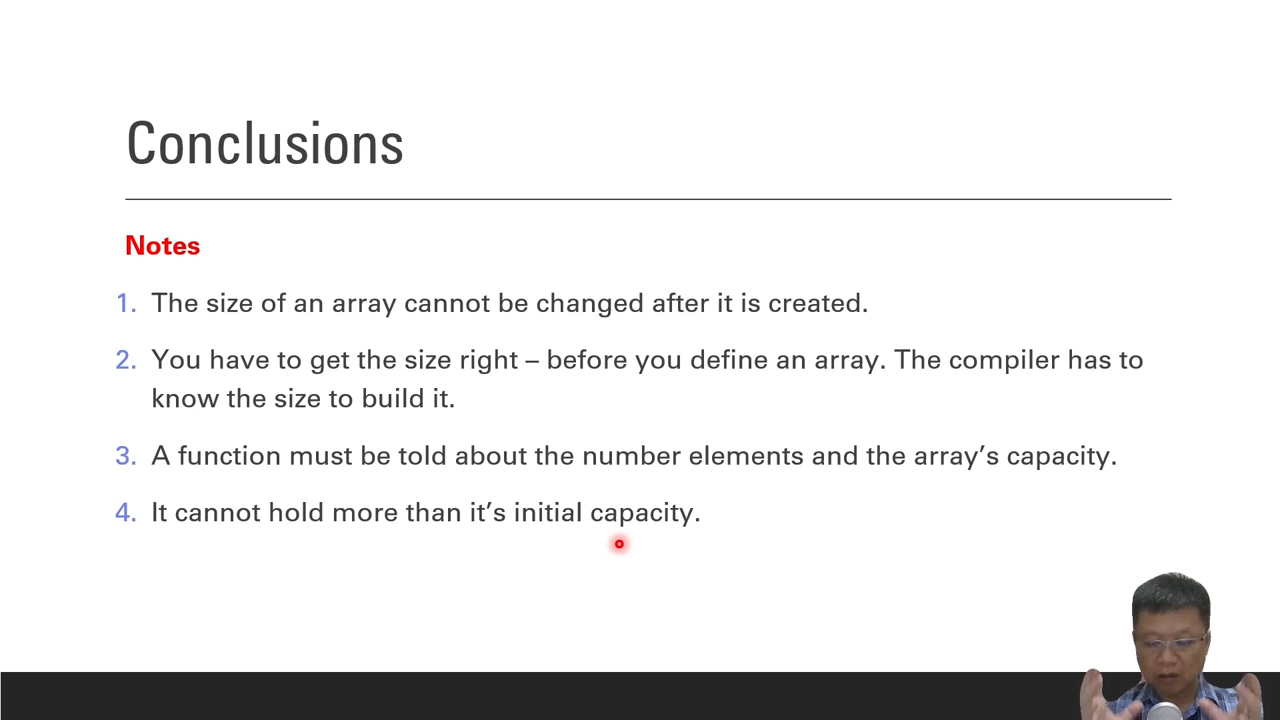 Conclusions
Notes
1. The size of an array cannot be changed after it is created.
2. You have to get the size right – before you define an array. The compiler has to
know the size to build it.
3. A function must be told about the number elements and the array’s capacity.
4. It cannot hold more than it’s initial capacity.